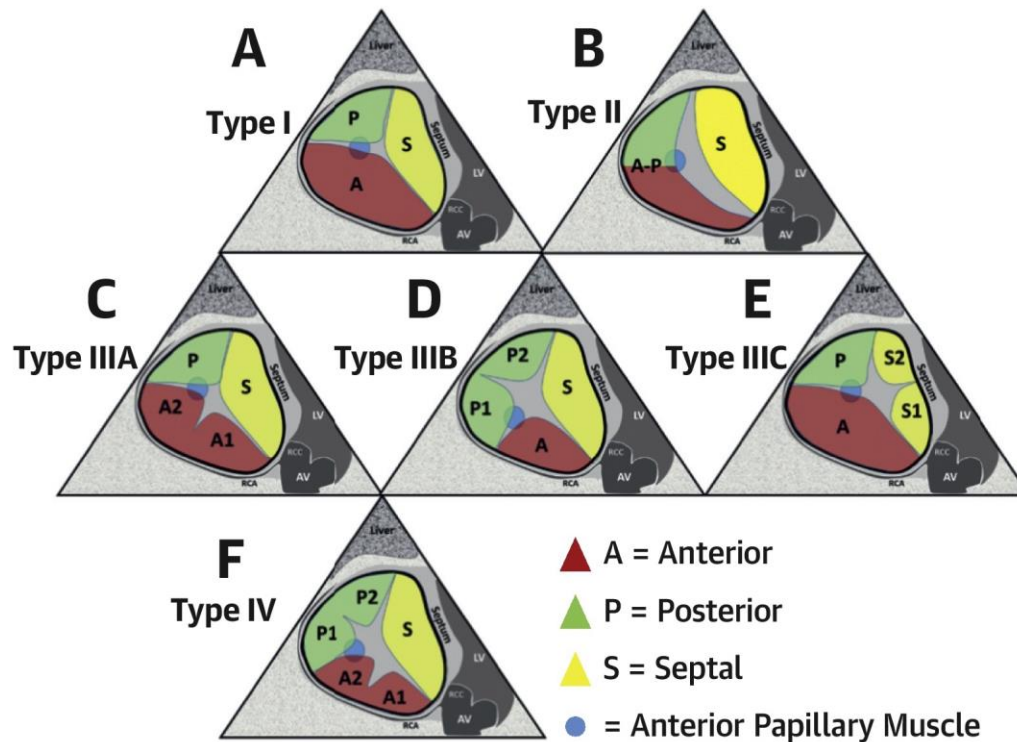 A
Type I
Liver
P
S
A
Septum
LV
RCC
AV
RCA
B
Type II
Liver
A-P
S
Septum
LV
RCC
AV
RCA
C
Type IIIA
Liver
P
S
A2
A1
Septum
LV
RCC
AV
RCA
D
Type IIIB
Liver
P2
P1
S
A
Septum
LV
RCC
AV
RCA
E
Type IIIC
Liver
P
S2
S1
A
Septum
LV
RCC
AV
RCA
F
Type IV
Liver
P2
P1
S
A2
A1
Septum
LV
RCC
AV
RCA
A = Anterior
P = Posterior
S = Septal
= Anterior Papillary Muscle